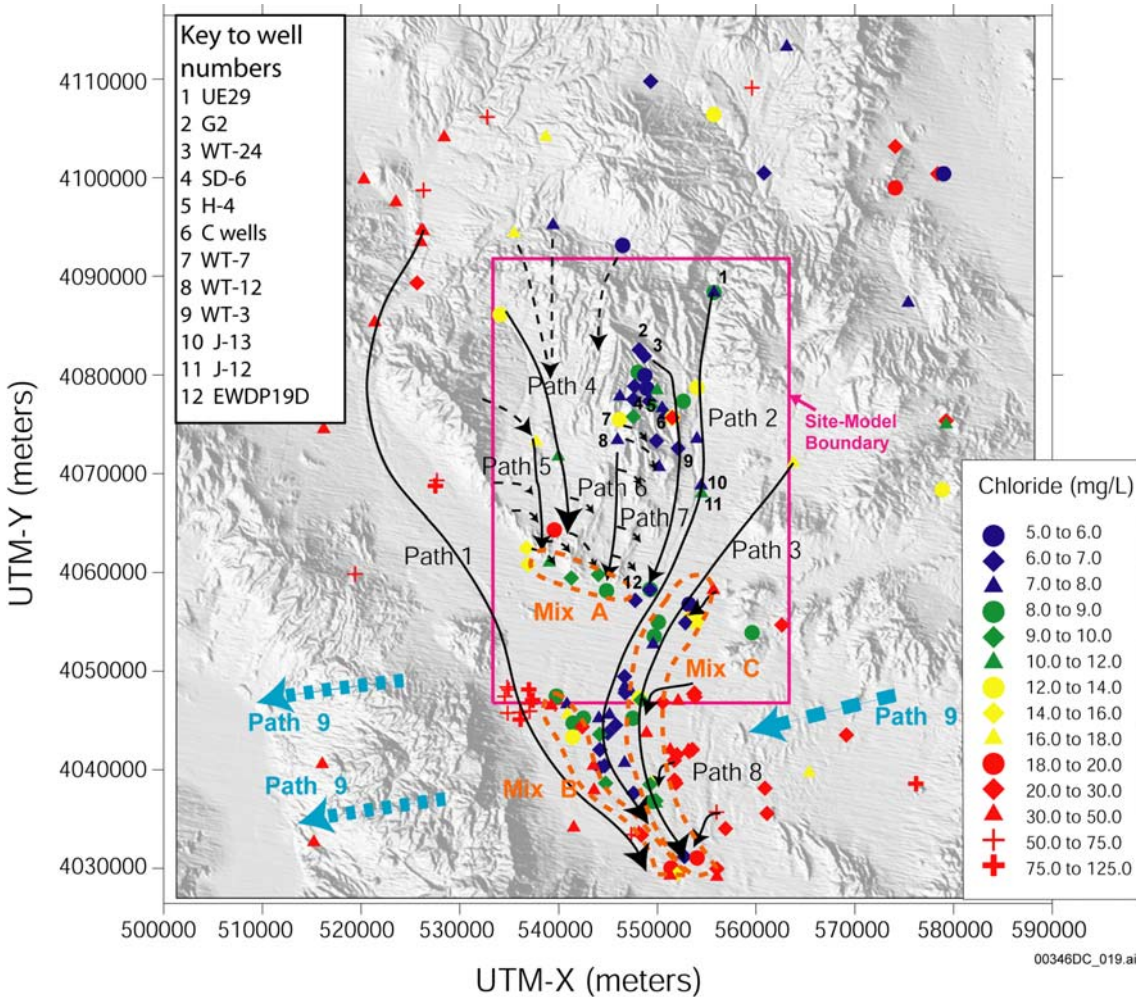 Key to well
numbers
1 UE29
2 G2
3 WT-24
4 SD-6
5 H-4
6 C wells
7 WT-7
8 WT-12
9 WT-3
10 J-13
11 J-12
12 EWDP19D
UTM-Y (meters)
4110000
4100000
4090000
4080000
4070000
4060000
4050000
4040000
4030000
1
2
3
Path 4
4
5
6
7
8
9
Path 2
10
11
Site-Model
Boundary
Path 5
Path 6
Path 7
Path 1
Path 3
12
Mix A
Mix C
Path 9
Path 9
Path 9
Mix B
Path 8
Chloride (mg/L)
5.0 to 6.0
6.0 to 7.0
7.0 to 8.0
8.0 to 9.0
9.0 to 10.0
10.0 to 12.0
12.0 to 14.0
14.0 to 16.0
16.0 to 18.0
18.0 to 20.0
20.0 to 30.0
30.0 to 50.0
50.0 to 75.0
75.0 to 125.0
500000 510000 520000 530000 540000 550000 560000 570000 580000 590000
UTM-X (meters)
00346DC_019.ai